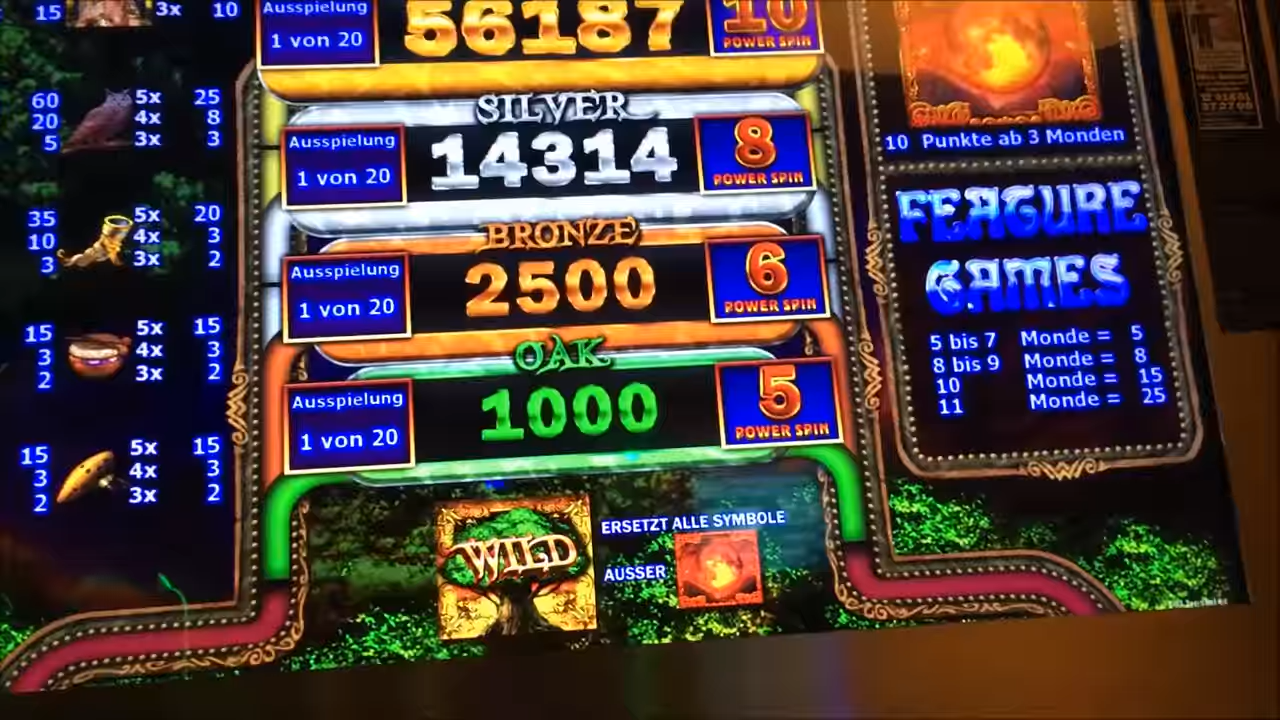 15
3x 10
Ausspielung
1 von 20
56187
10
POWER SPIN
60 5x 25
20 4x 8
5 3x 3
SILVER
Ausspielung
1 von 20
14314
8
POWER SPIN
35 5x 20
10 4x 3
3 3x 2
BRONZE
Ausspielung
1 von 20
2500
6
POWER SPIN
15 5x 15
3 4x 3
2 3x 2
OAK
Ausspielung
1 von 20
1000
5
POWER SPIN
15 5x 15
3 4x 3
2 3x 2
WILD
ERSETZT ALLE SYMBOLE
AUSSER
10 Punkte ab 3 Monden
FEATURE
GAMES
5 bis 7 Monde = 5
8 bis 9 Monde = 8
10 Monde = 15
11 Monde = 25